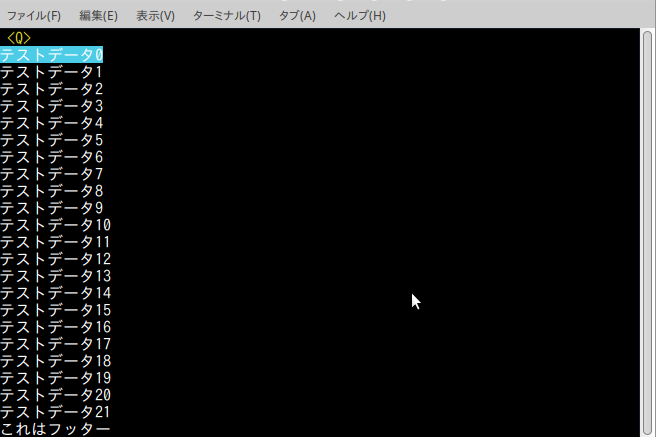 ファイル(F) 編集(E) 表示(V) ターミナル(T) タブ(A) ヘルプ(H)
<Q>
テストデータ0
テストデータ1
テストデータ2
テストデータ3
テストデータ4
テストデータ5
テストデータ6
テストデータ7
テストデータ8
テストデータ9
テストデータ10
テストデータ11
テストデータ12
テストデータ13
テストデータ14
テストデータ15
テストデータ16
テストデータ17
テストデータ18
テストデータ19
テストデータ20
テストデータ21
これはフッター